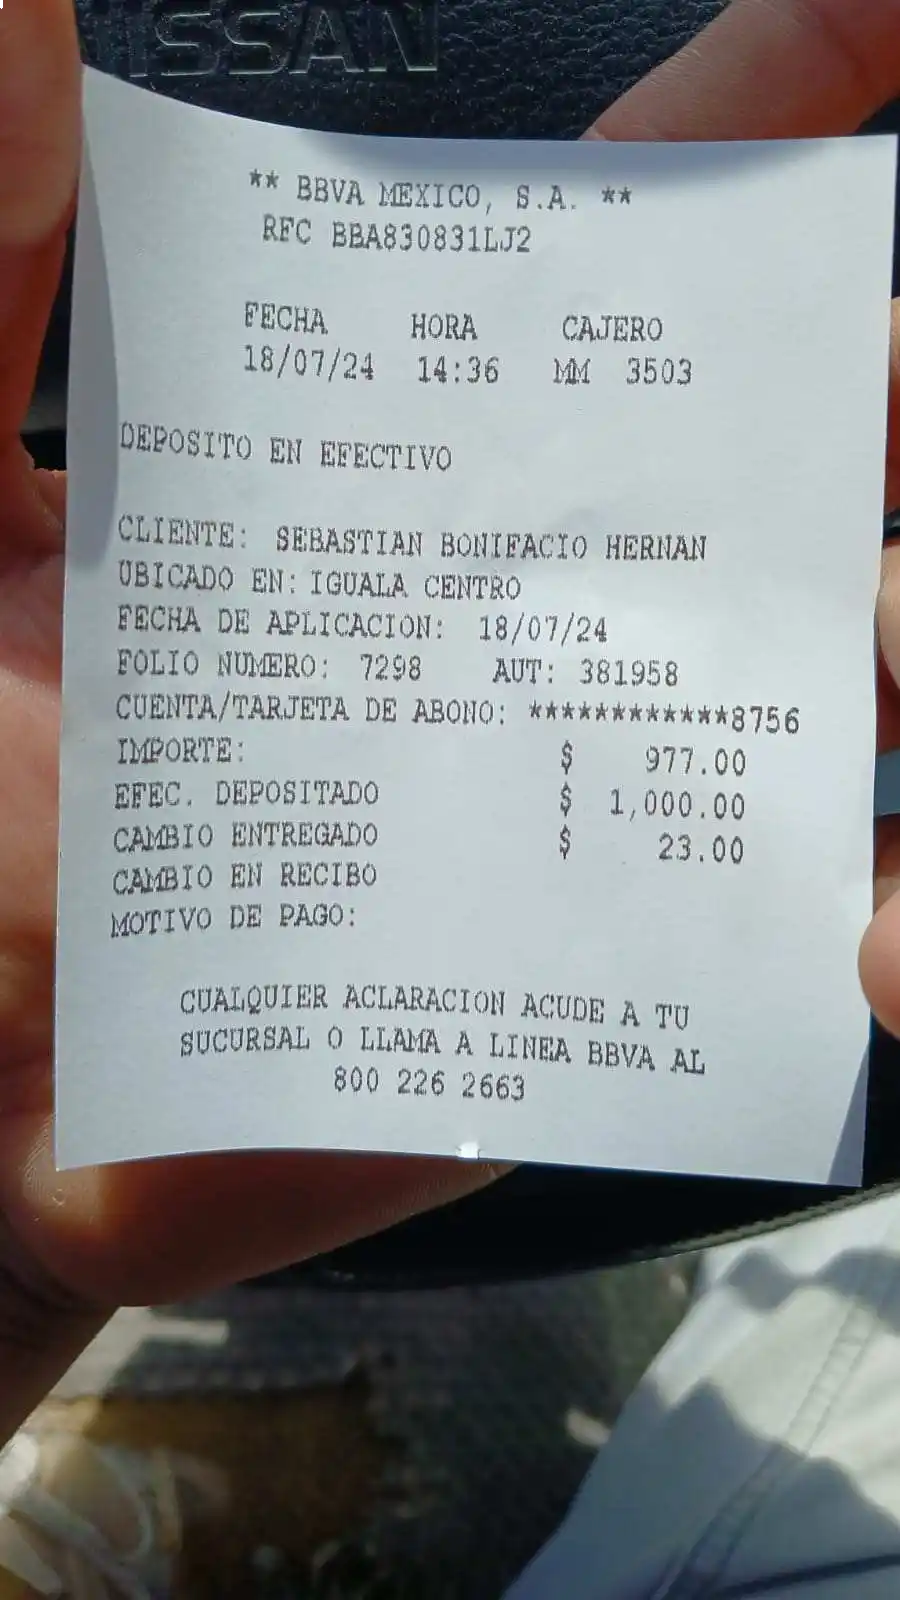 NISSAN
** BBVA MEXICO, S.A. **
RFC BBA830831LJ2
FECHA HORA CAJERO
18/07/24 14:36 MM 3503
DEPOSITO EN EFECTIVO
CLIENTE: SEBASTIAN BONIFACIO HERNAN
UBICADO EN: IGUALA CENTRO
FECHA DE APLICACION: 18/07/24
FOLIO NUMERO: 7298 AUT: 381958
CUENTA/TARJETA DE ABONO: ************8756
IMPORTE: $ 977.00
EFEC. DEPOSITADO $ 1,000.00
CAMBIO ENTREGADO $ 23.00
CAMBIO EN RECIBO
MOTIVO DE PAGO:
CUALQUIER ACLARACION ACUDE A TU
SUCURSAL O LLAMA A LINEA BBVA AL
800 226 2663